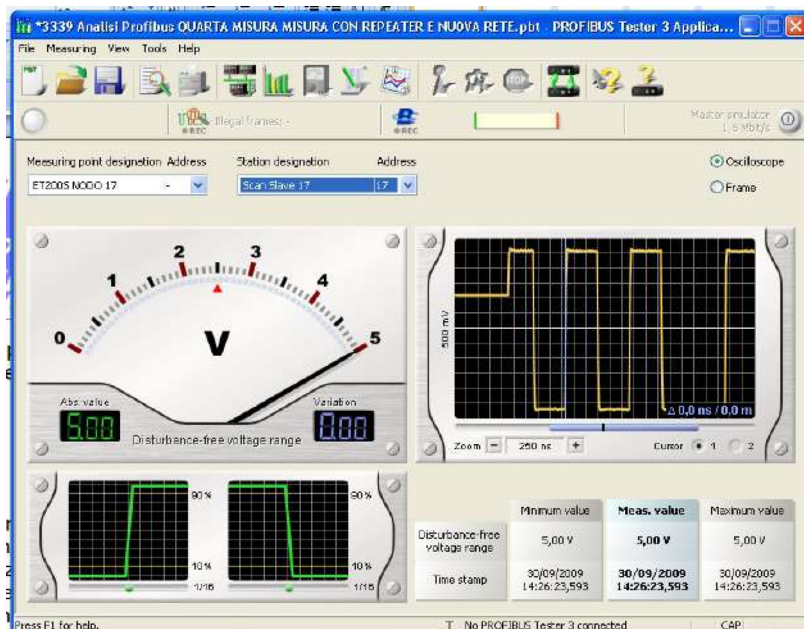 *3339 Analisi Profibus QUARTA MISURA MISURA CON REPEATER E NUOVA RETE.pbt - PROFIBUS Tester 3 Applica...
File Measuring View Tools Help
REC Illegal frames: - REC Master simulator
1,5 Mbit/s
Measuring point designation Address Station designation Address
ET200S NODO 17 - Scan Slave 17 17
Osciloscope
Frame
0 1 2 3 4 5
V
Abs. value Variation
5.00 0.00
Disturbance-free voltage range
500 mV
Δ 0,0 ns / 0,0 m
Zoom 250 ns Cursor 1 2
90% 90%
10% 10%
1/16 1/16
Minimum value Meas. value Maximum value
Disturbance-free voltage range 5,00 V 5,00 V 5,00 V
Time stamp 30/09/2009 14:26:23,593 30/09/2009 14:26:23,593 30/09/2009 14:26:23,593
Press F1 for help. No PROFIBUS Tester 3 connected CAP